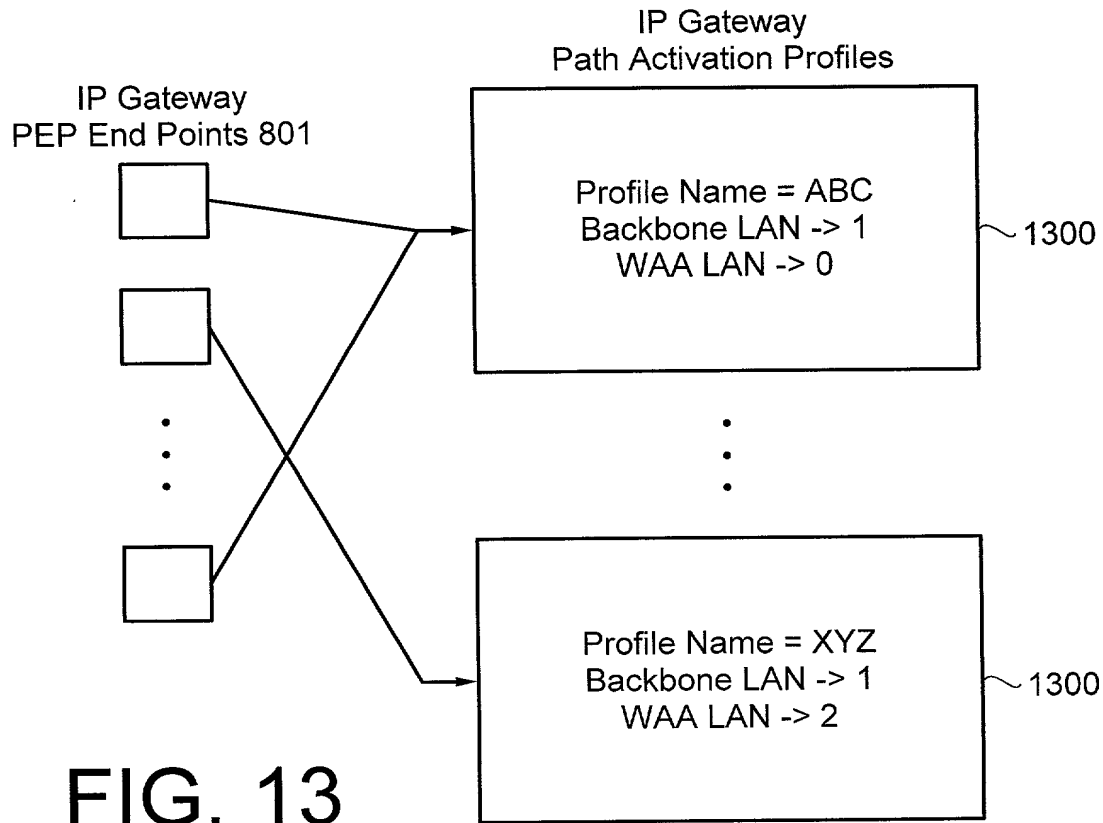 IP Gateway
Path Activation Profiles
IP Gateway
PEP End Points 801
Profile Name = ABC
Backbone LAN -> 1
WAA LAN -> 0
1300
Profile Name = XYZ
Backbone LAN -> 1
WAA LAN -> 2
1300
FIG. 13